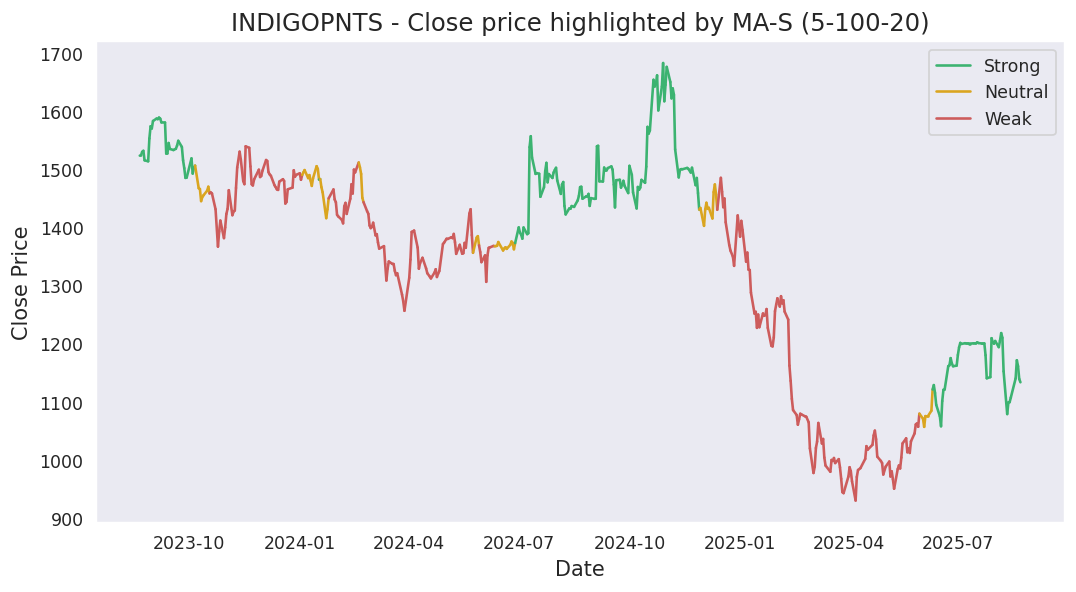 INDIGOPNTS - Close price highlighted by MA-S (5-100-20)
Strong
Neutral
Weak
Close Price
1700
1600
1500
1400
1300
1200
1100
1000
900
2023-10
2024-01
2024-04
2024-07
2024-10
2025-01
2025-04
2025-07
Date